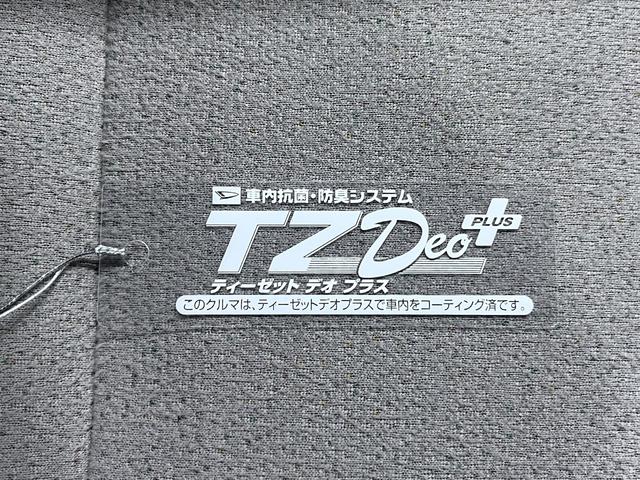 車内抗菌・防臭システム
TZ Deo PLUS
ティーゼット デオ プラス
このクルマは、ティーゼットデオプラスで車内をコーティング済です。